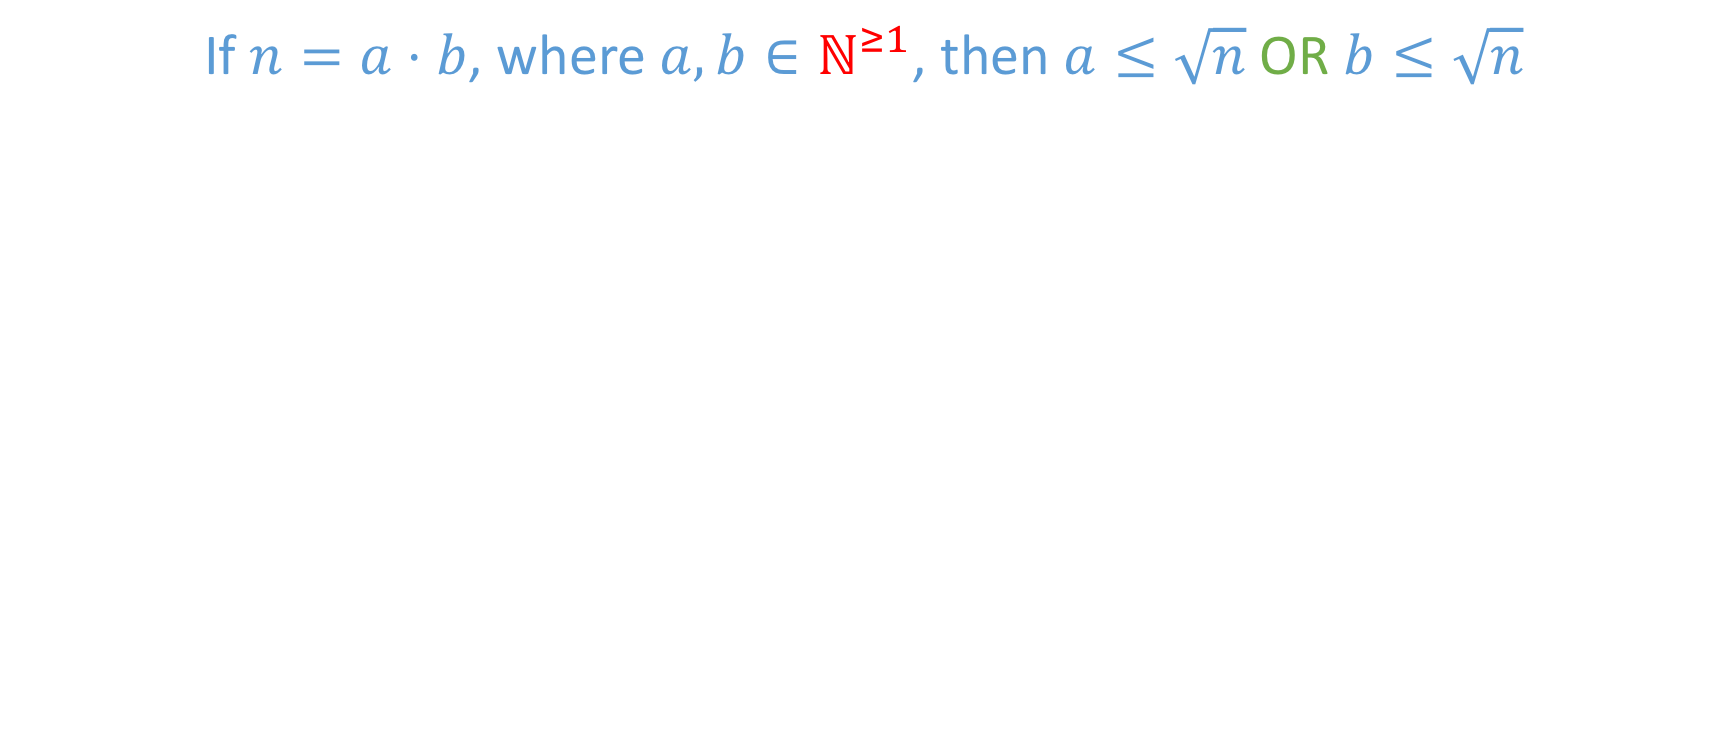 If n = a · b, where a, b ∈ ℕ≥1, then a ≤ √n OR b ≤ √n